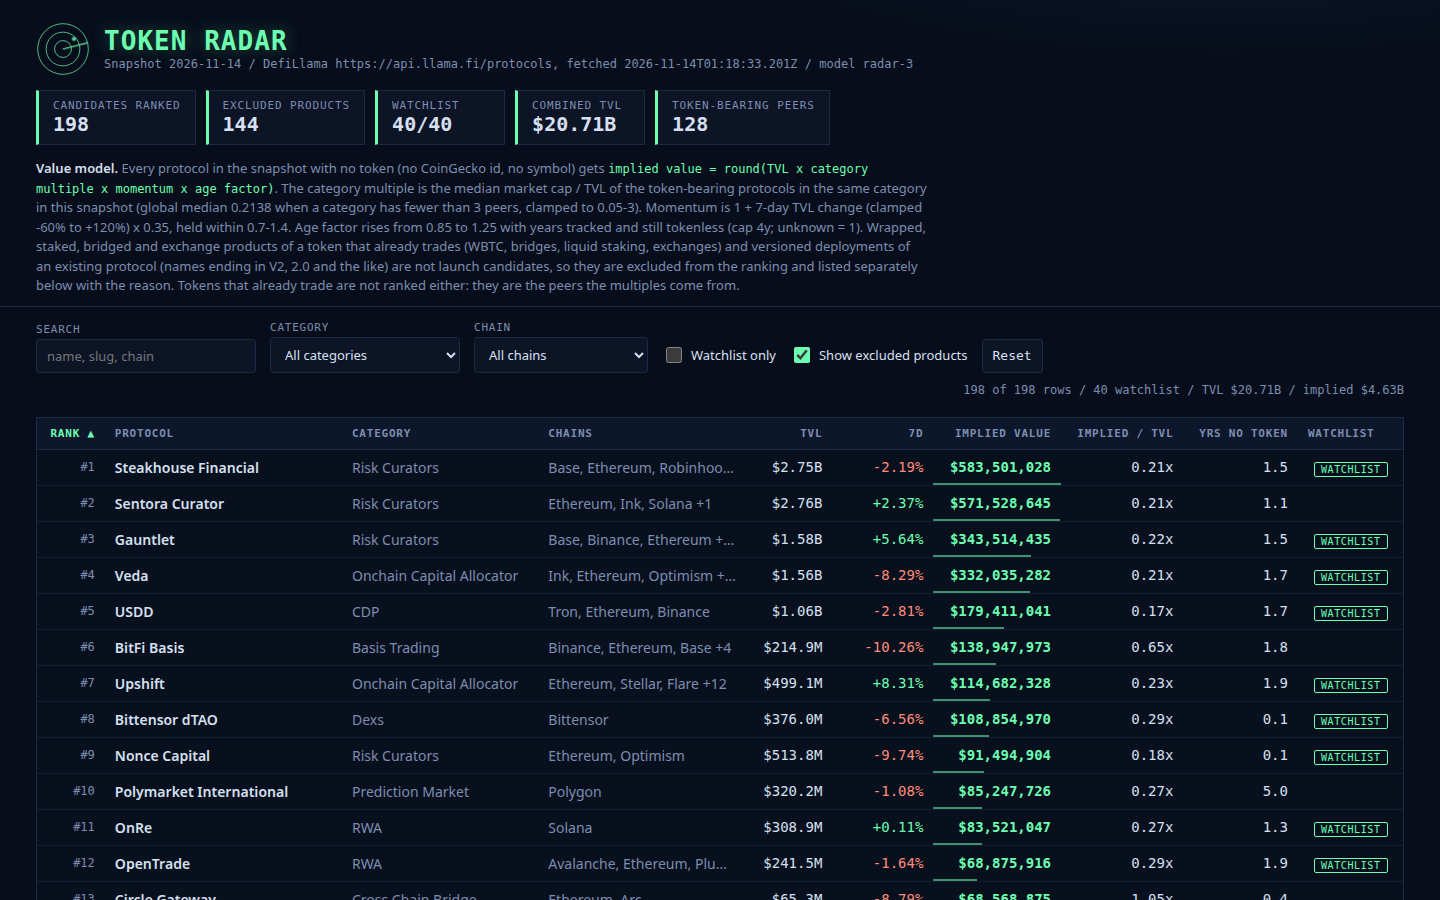 TOKEN RADAR
Snapshot 2026-11-14 / DefiLlama https://api.llama.fi/protocols, fetched 2026-11-14T01:18:33.201Z / model radar-3
CANDIDATES RANKED
198
EXCLUDED PRODUCTS
144
WATCHLIST
40/40
COMBINED TVL
$20.71B
TOKEN-BEARING PEERS
128
Value model. Every protocol in the snapshot with no token (no CoinGecko id, no symbol) gets implied value = round(TVL x category
multiple x momentum x age factor). The category multiple is the median market cap / TVL of the token-bearing protocols in the same category
in this snapshot (global median 0.2138 when a category has fewer than 3 peers, clamped to 0.05-3). Momentum is 1 + 7-day TVL change (clamped
-60% to +120%) x 0.35, held within 0.7-1.4. Age factor rises from 0.85 to 1.25 with years tracked and still tokenless (cap 4y; unknown = 1). Wrapped,
staked, bridged and exchange products of a token that already trades (WBTC, bridges, liquid staking, exchanges) and versioned deployments of
an existing protocol (names ending in V2, 2.0 and the like) are not launch candidates, so they are excluded from the ranking and listed separately
below with the reason. Tokens that already trade are not ranked either: they are the peers the multiples come from.
SEARCH
name, slug, chain
CATEGORY
All categories
CHAIN
All chains
Watchlist only
Show excluded products
Reset
198 of 198 rows / 40 watchlist / TVL $20.71B / implied $4.63B
RANK ▲ PROTOCOL CATEGORY CHAINS TVL 7D IMPLIED VALUE IMPLIED / TVL YRS NO TOKEN WATCHLIST
#1 Steakhouse Financial Risk Curators Base, Ethereum, Robinhoo... $2.75B -2.19% $583,501,028 0.21x 1.5 WATCHLIST
#2 Sentora Curator Risk Curators Ethereum, Ink, Solana +1 $2.76B +2.37% $571,528,645 0.21x 1.1
#3 Gauntlet Risk Curators Base, Binance, Ethereum +... $1.58B +5.64% $343,514,435 0.22x 1.5 WATCHLIST
#4 Veda Onchain Capital Allocator Ink, Ethereum, Optimism +... $1.56B -8.29% $332,035,282 0.21x 1.7 WATCHLIST
#5 USDD CDP Tron, Ethereum, Binance $1.06B -2.81% $179,411,041 0.17x 1.7 WATCHLIST
#6 BitFi Basis Basis Trading Binance, Ethereum, Base +4 $214.9M -10.26% $138,947,973 0.65x 1.8
#7 Upshift Onchain Capital Allocator Ethereum, Stellar, Flare +12 $499.1M +8.31% $114,682,328 0.23x 1.9 WATCHLIST
#8 Bittensor dTAO Dexs Bittensor $376.0M -6.56% $108,854,970 0.29x 0.1 WATCHLIST
#9 Nonce Capital Risk Curators Ethereum, Optimism $513.8M -9.74% $91,494,904 0.18x 0.1 WATCHLIST
#10 Polymarket International Prediction Market Polygon $320.2M -1.08% $85,247,726 0.27x 5.0
#11 OnRe RWA Solana $308.9M +0.11% $83,521,047 0.27x 1.3 WATCHLIST
#12 OpenTrade RWA Avalanche, Ethereum, Plu... $241.5M -1.64% $68,875,916 0.29x 1.9 WATCHLIST
#13 Circle Gateway Cross Chain Bridge Ethereum, Arc $65.3M -8.79% $68,568,875 1.05x 0.4